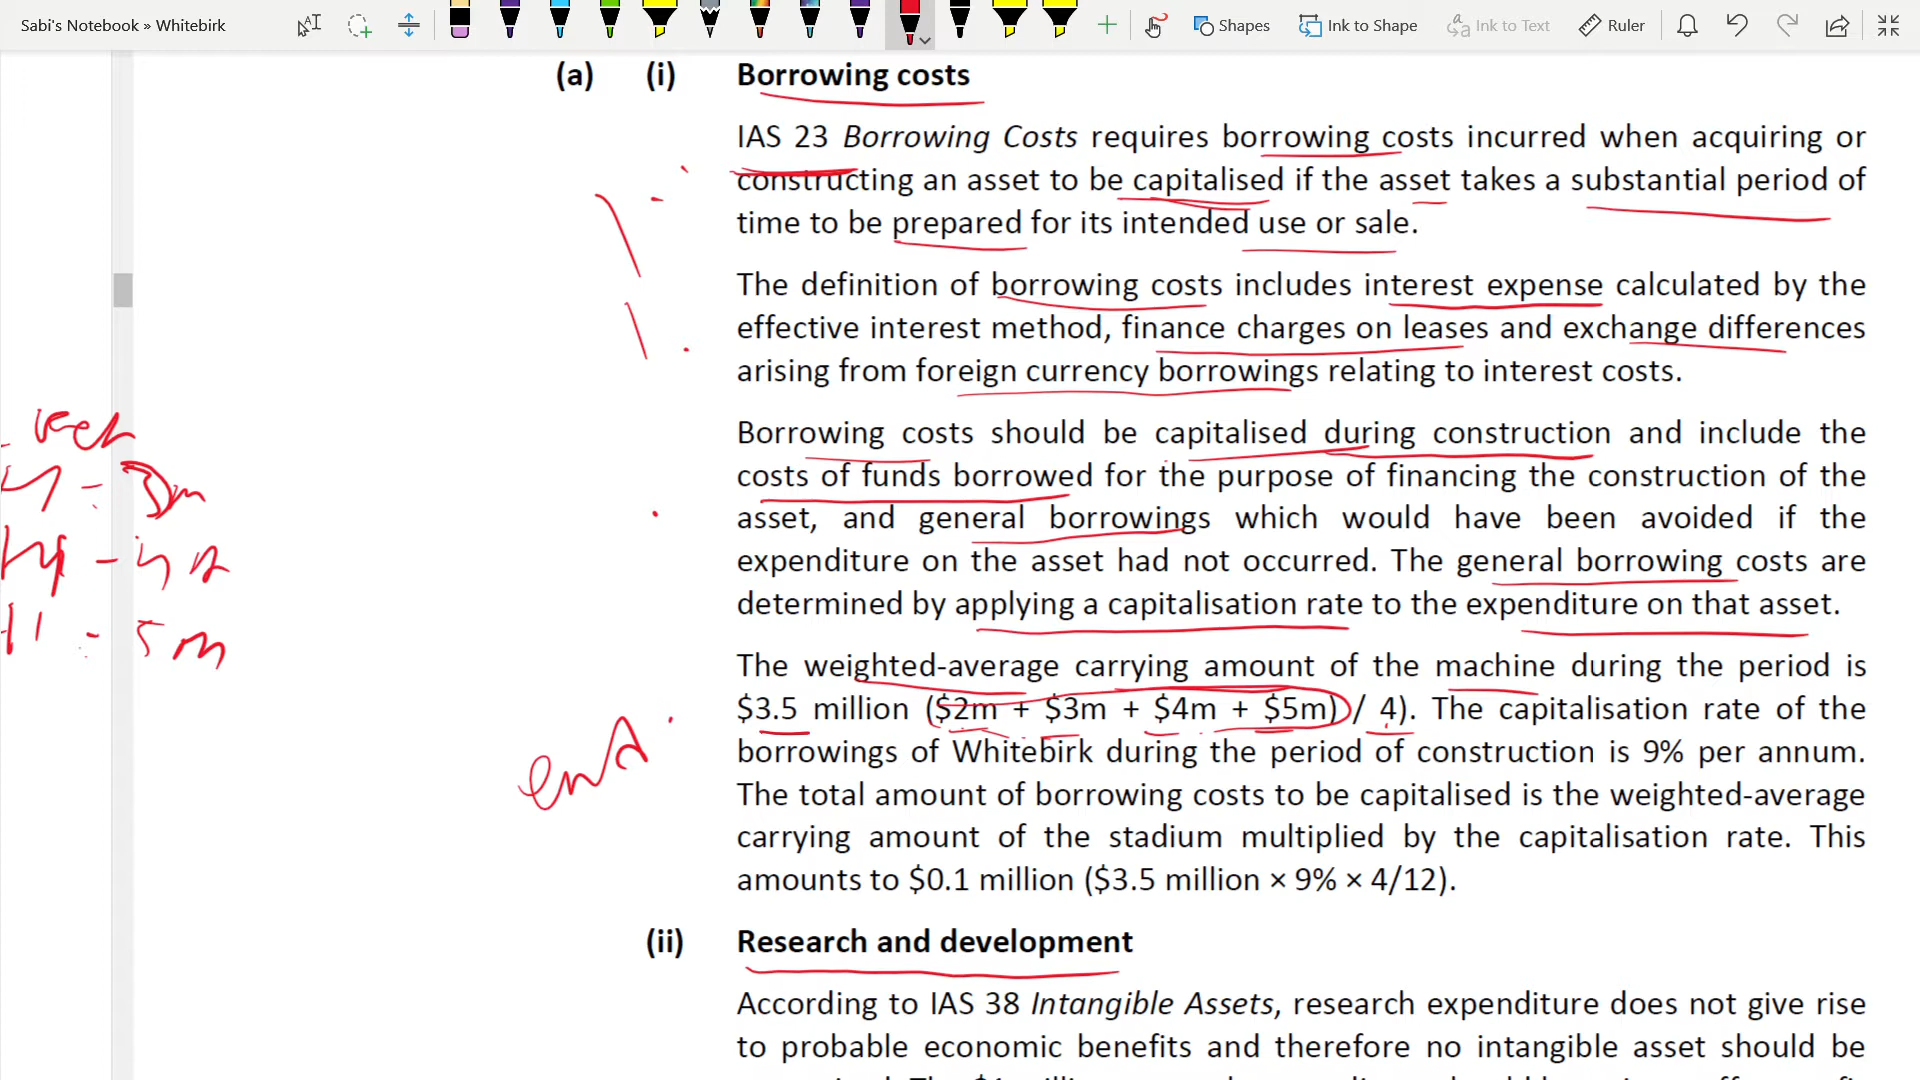 Sabi's Notebook » Whitebirk
Shapes
Ink to Shape
Ink to Text
Ruler
(a) (i) Borrowing costs
IAS 23 Borrowing Costs requires borrowing costs incurred when acquiring or
constructing an asset to be capitalised if the asset takes a substantial period of
time to be prepared for its intended use or sale.
The definition of borrowing costs includes interest expense calculated by the
effective interest method, finance charges on leases and exchange differences
arising from foreign currency borrowings relating to interest costs.
Borrowing costs should be capitalised during construction and include the
costs of funds borrowed for the purpose of financing the construction of the
asset, and general borrowings which would have been avoided if the
expenditure on the asset had not occurred. The general borrowing costs are
determined by applying a capitalisation rate to the expenditure on that asset.
The weighted-average carrying amount of the machine during the period is
$3.5 million ($2m + $3m + $4m + $5m) / 4). The capitalisation rate of the
borrowings of Whitebirk during the period of construction is 9% per annum.
The total amount of borrowing costs to be capitalised is the weighted-average
carrying amount of the stadium multiplied by the capitalisation rate. This
amounts to $0.1 million ($3.5 million × 9% × 4/12).
(ii) Research and development
According to IAS 38 Intangible Assets, research expenditure does not give rise
to probable economic benefits and therefore no intangible asset should be
5m